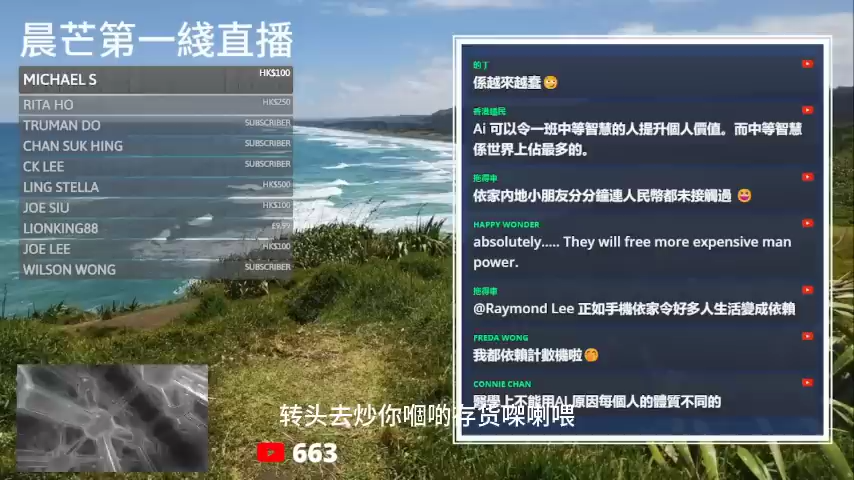 晨芒第一綫直播
MICHAEL S HK$100
RITA HO HK$250
TRUMAN DO SUBSCRIBER
CHAN SUK HING SUBSCRIBER
CK LEE SUBSCRIBER
LING STELLA HK$500
JOE SIU HK$100
LIONKING88 £9.99
JOE LEE HK$100
WILSON WONG SUBSCRIBER
的丁
係越來越蠢
香港植民
Ai 可以令一班中等智慧的人提升個人價值。而中等智慧
係世界上佔最多的。
拖得車
依家內地小朋友分分鐘連人民幣都未接觸過
HAPPY WONDER
absolutely..... They will free more expensive man
power.
拖得車
@Raymond Lee 正如手機依家令好多人生活變成依賴
FREDA WONG
我都依賴計數機啦
CONNIE CHAN
醫學上不能用AI,原因每個人的體質不同的
转头去炒你嗰啲存货㗎喇喂
663